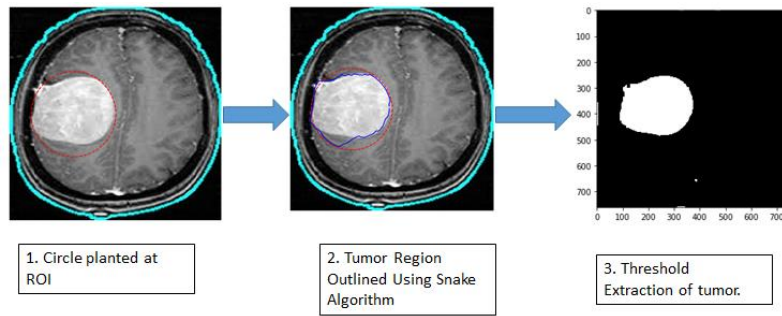 0
100
200
300
400
500
600
700
0 100 200 300 400 500 600 700
1. Circle planted at
ROI
2. Tumor Region
Outlined Using Snake
Algorithm
3. Threshold
Extraction of tumor.